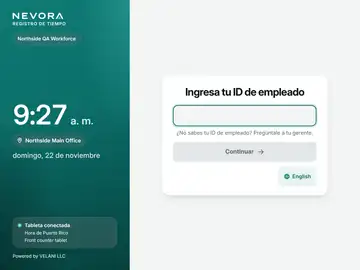 NEVORA
REGISTRO DE TIEMPO
Northside QA Workforce
9:27 a. m.
Northside Main Office
domingo, 22 de noviembre
Tableta conectada
Hora de Puerto Rico
Front counter tablet
Powered by VELANI LLC
Ingresa tu ID de empleado
¿No sabes tu ID de empleado? Pregúntale a tu gerente.
Continuar →
English